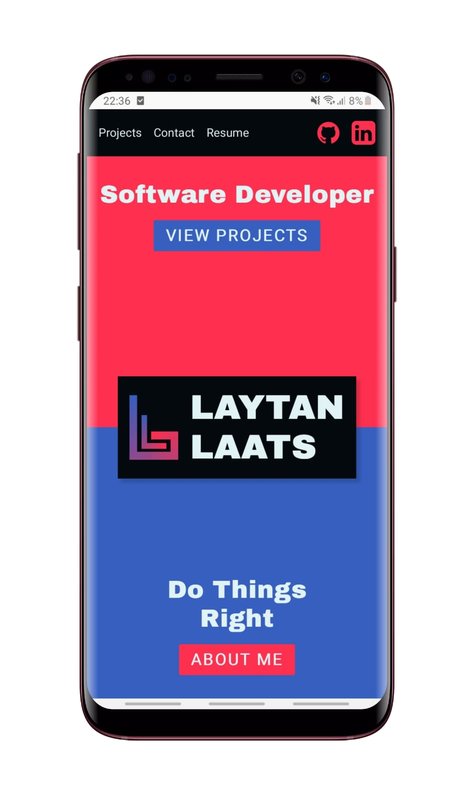 22:36 8%
Projects Contact Resume in
Software Developer
VIEW PROJECTS
LAYTAN
LAATS
Do Things
Right
ABOUT ME